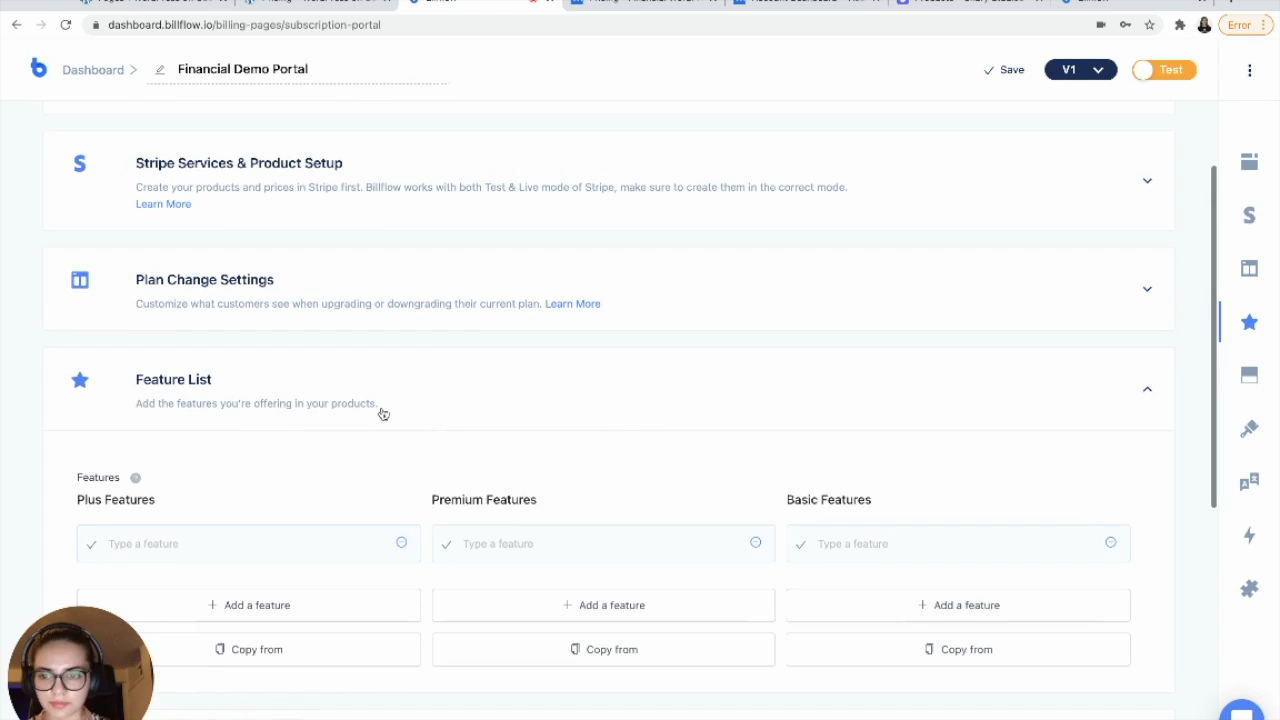 dashboard.billflow.io/billing-pages/subscription-portal
Error
Dashboard
Financial Demo Portal
Save
V1
Test
Stripe Services & Product Setup
Create your products and prices in Stripe first. Billflow works with both Test & Live mode of Stripe, make sure to create them in the correct mode.
Learn More
Plan Change Settings
Customize what customers see when upgrading or downgrading their current plan. Learn More
Feature List
Add the features you're offering in your products.
Features
Plus Features
Premium Features
Basic Features
Type a feature
Type a feature
Type a feature
Add a feature
Add a feature
Add a feature
Copy from
Copy from
Copy from